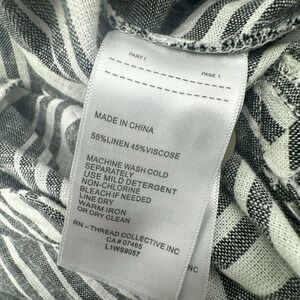 PART 1 PAGE 1
MADE IN CHINA
55%LINEN 45%VISCOSE
MACHINE WASH COLD
SEPARATELY
USE MILD DETERGENT
NON-CHLORINE
BLEACH IF NEEDED
LINE DRY
WARM IRON
OR DRY CLEAN
RN-- THREAD COLLECTIVE INC
CA# 07465
L1WS9057